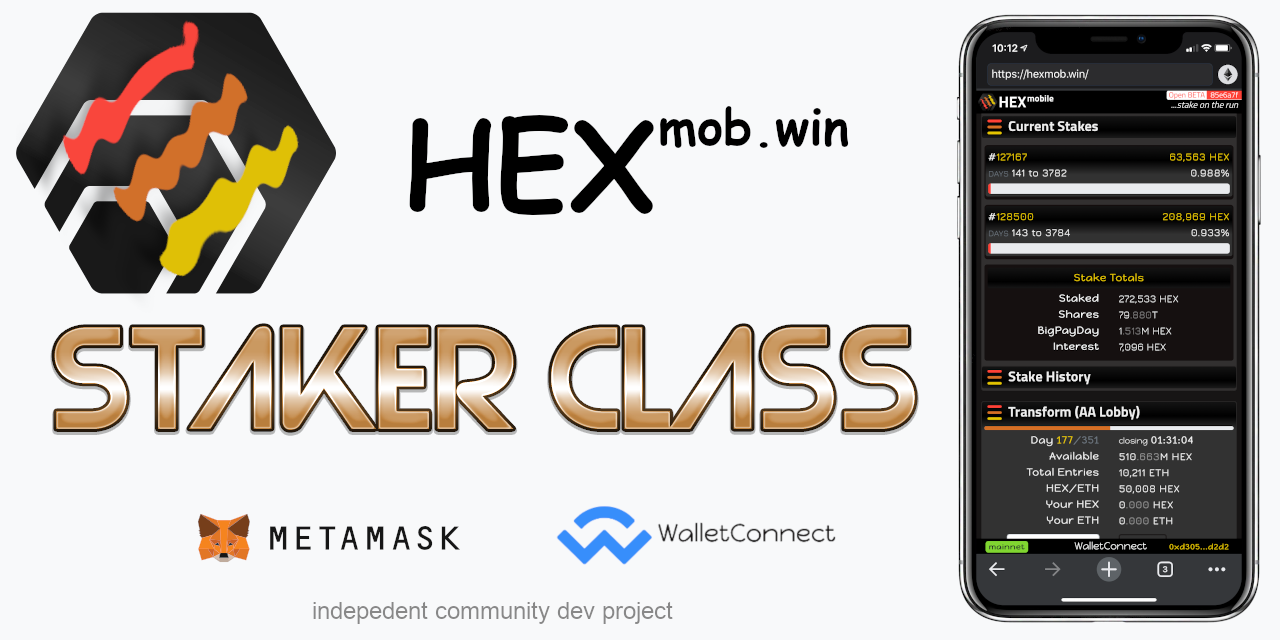 HEXmob.win
STAKER CLASS
METAMASK
WalletConnect
indepedent community dev project
10:12
https://hexmob.win/
HEXmobile
Open BETA 85e6a7f
...stake on the run
Current Stakes
#127167 63,563 HEX
DAYS 141 to 3782 0.988%
#128500 208,969 HEX
DAYS 143 to 3784 0.933%
Stake Totals
Staked 272,533 HEX
Shares 79.880T
BigPayDay 1.513M HEX
Interest 7,096 HEX
Stake History
Transform (AA Lobby)
Day 177/351 closing 01:31:04
Available 510.663M HEX
Total Entries 10,211 ETH
HEX/ETH 50,008 HEX
Your HEX 0.000 HEX
Your ETH 0.000 ETH
mainnet WalletConnect 0xd305...d2d2
3